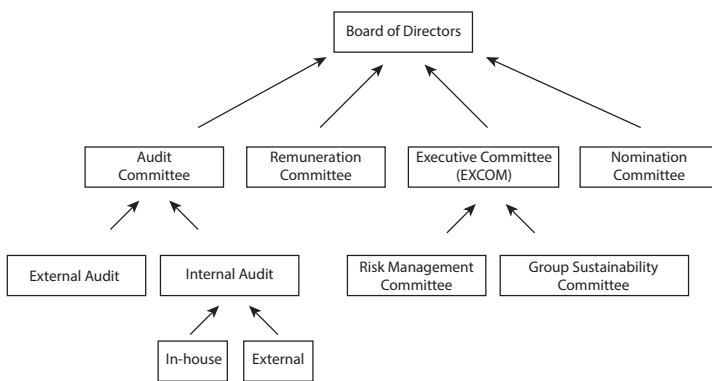 Board of Directors
Audit
Committee
Remuneration
Committee
Executive Committee
(EXCOM)
Nomination
Committee
External Audit
Internal Audit
Risk Management
Committee
Group Sustainability
Committee
In-house
External